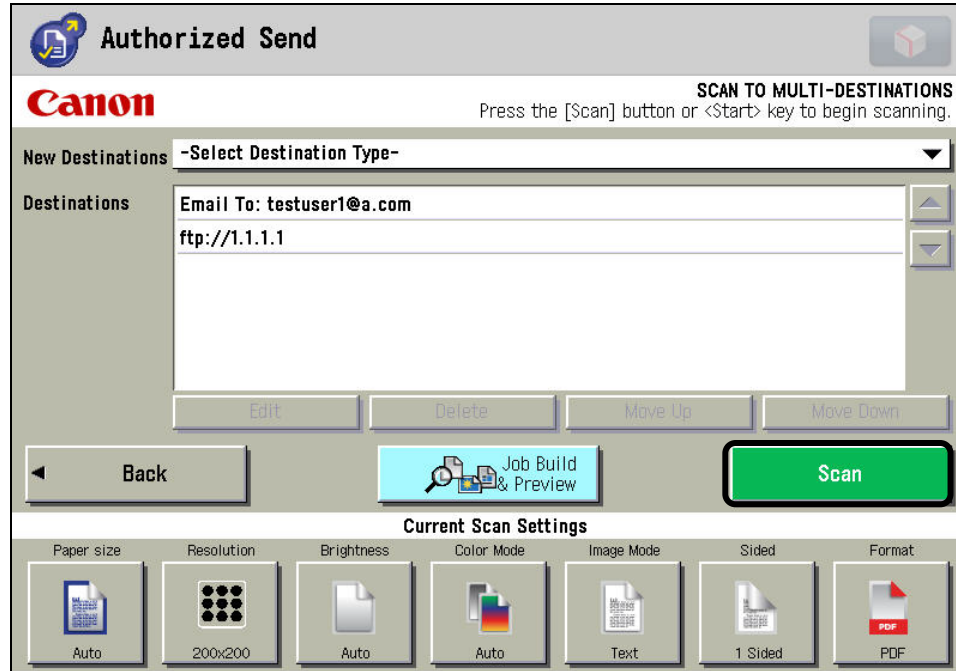 Authorized Send
Canon
SCAN TO MULTI-DESTINATIONS
Press the [Scan] button or <Start> key to begin scanning.
New Destinations -Select Destination Type-
Destinations
Email To: testuser1@a.com
ftp://1.1.1.1
Edit Delete Move Up Move Down
Back
Job Build
& Preview
Scan
Current Scan Settings
Paper size Resolution Brightness Color Mode Image Mode Sided Format
PDF
Auto 200x200 Auto Auto Text 1 Sided PDF